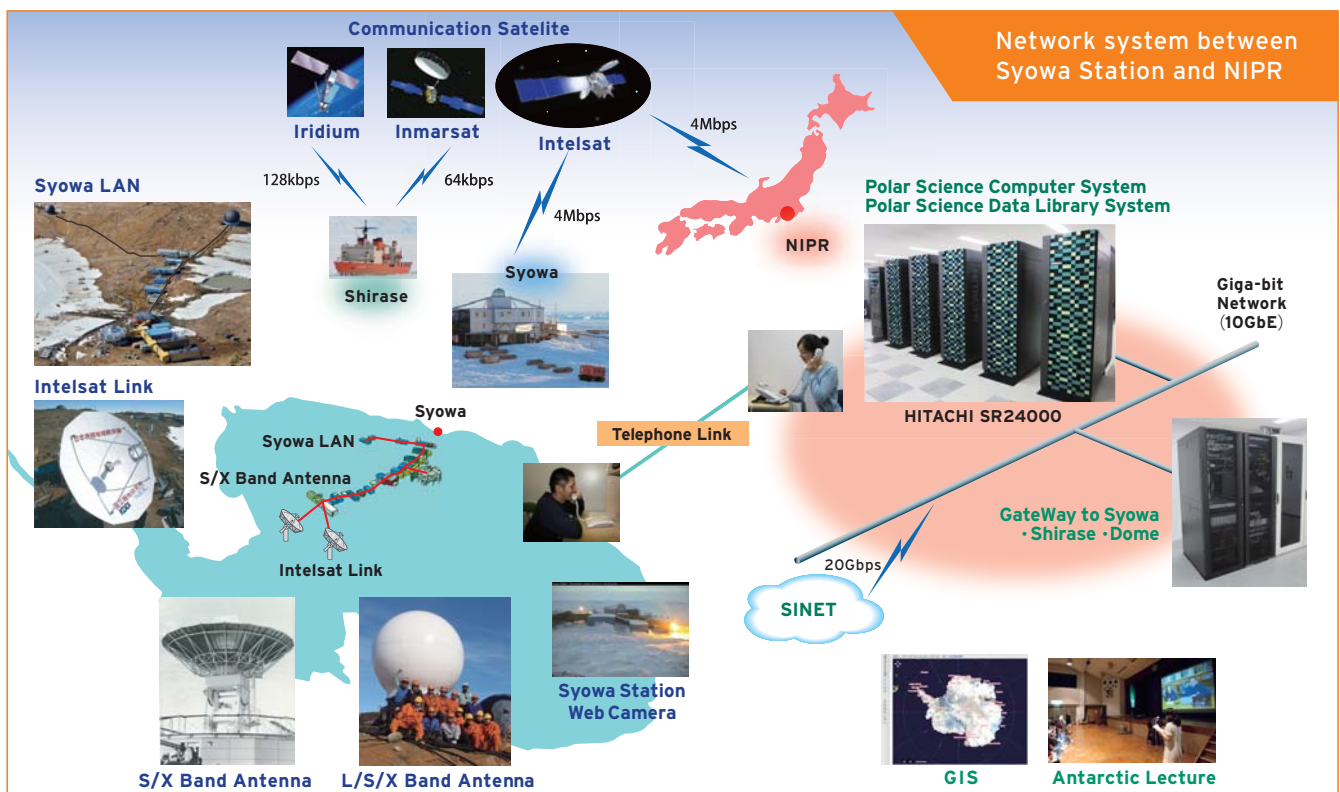 Network system between
Syowa Station and NIPR
Communication Satelite
Iridium
Inmarsat
Intelsat
4Mbps
128kbps
64kbps
4Mbps
Syowa LAN
Shirase
Syowa
NIPR
Polar Science Computer System
Polar Science Data Library System
Giga-bit
Network
(10GbE)
HITACHI SR24000
Intelsat Link
Syowa
Syowa LAN
S/X Band Antenna
Intelsat Link
Telephone Link
GateWay to Syowa
・Shirase ・Dome
20Gbps
SINET
Syowa Station
Web Camera
S/X Band Antenna
L/S/X Band Antenna
GIS
Antarctic Lecture